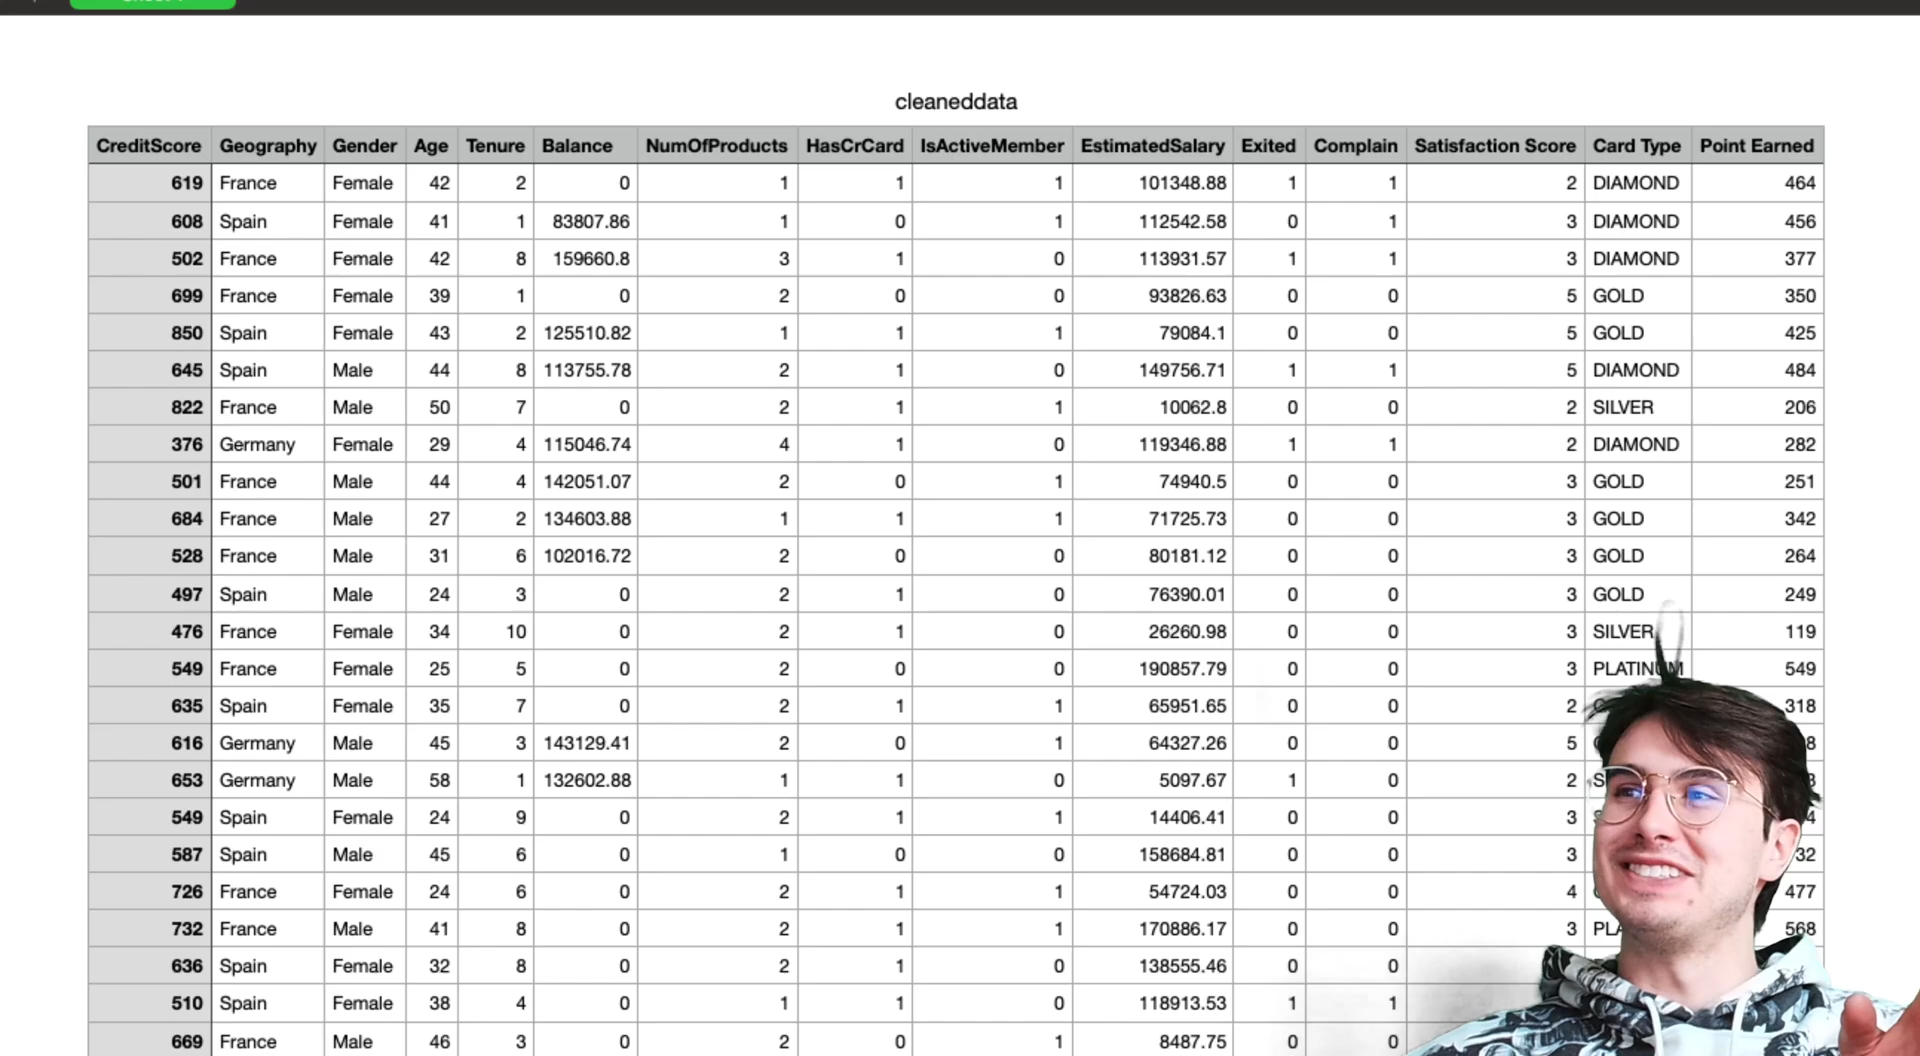 cleaneddata
CreditScore Geography Gender Age Tenure Balance NumOfProducts HasCrCard IsActiveMember EstimatedSalary Exited Complain Satisfaction Score Card Type Point Earned
619 France Female 42 2 0 1 1 1 101348.88 1 1 2 DIAMOND 464
608 Spain Female 41 1 83807.86 1 0 1 112542.58 0 1 3 DIAMOND 456
502 France Female 42 8 159660.8 3 1 0 113931.57 1 1 3 DIAMOND 377
699 France Female 39 1 0 2 0 0 93826.63 0 0 5 GOLD 350
850 Spain Female 43 2 125510.82 1 1 1 79084.1 0 0 5 GOLD 425
645 Spain Male 44 8 113755.78 2 1 0 149756.71 1 1 5 DIAMOND 484
822 France Male 50 7 0 2 1 1 10062.8 0 0 2 SILVER 206
376 Germany Female 29 4 115046.74 4 1 0 119346.88 1 1 2 DIAMOND 282
501 France Male 44 4 142051.07 2 0 1 74940.5 0 0 3 GOLD 251
684 France Male 27 2 134603.88 1 1 1 71725.73 0 0 3 GOLD 342
528 France Male 31 6 102016.72 2 0 0 80181.12 0 0 3 GOLD 264
497 Spain Male 24 3 0 2 1 0 76390.01 0 0 3 GOLD 249
476 France Female 34 10 0 2 1 0 26260.98 0 0 3 SILVER 119
549 France Female 25 5 0 2 0 0 190857.79 0 0 3 PLATINUM 549
635 Spain Female 35 7 0 2 1 1 65951.65 0 0 2 318
616 Germany Male 45 3 143129.41 2 0 1 64327.26 0 0 5
653 Germany Male 58 1 132602.88 1 1 0 5097.67 1 0 2
549 Spain Female 24 9 0 2 1 1 14406.41 0 0 3
587 Spain Male 45 6 0 1 0 0 158684.81 0 0 3
726 France Female 24 6 0 2 1 1 54724.03 0 0 4 477
732 France Male 41 8 0 2 1 1 170886.17 0 0 3 568
636 Spain Female 32 8 0 2 1 0 138555.46 0 0
510 Spain Female 38 4 0 1 1 0 118913.53 1 1
669 France Male 46 3 0 2 0 1 8487.75 0 0